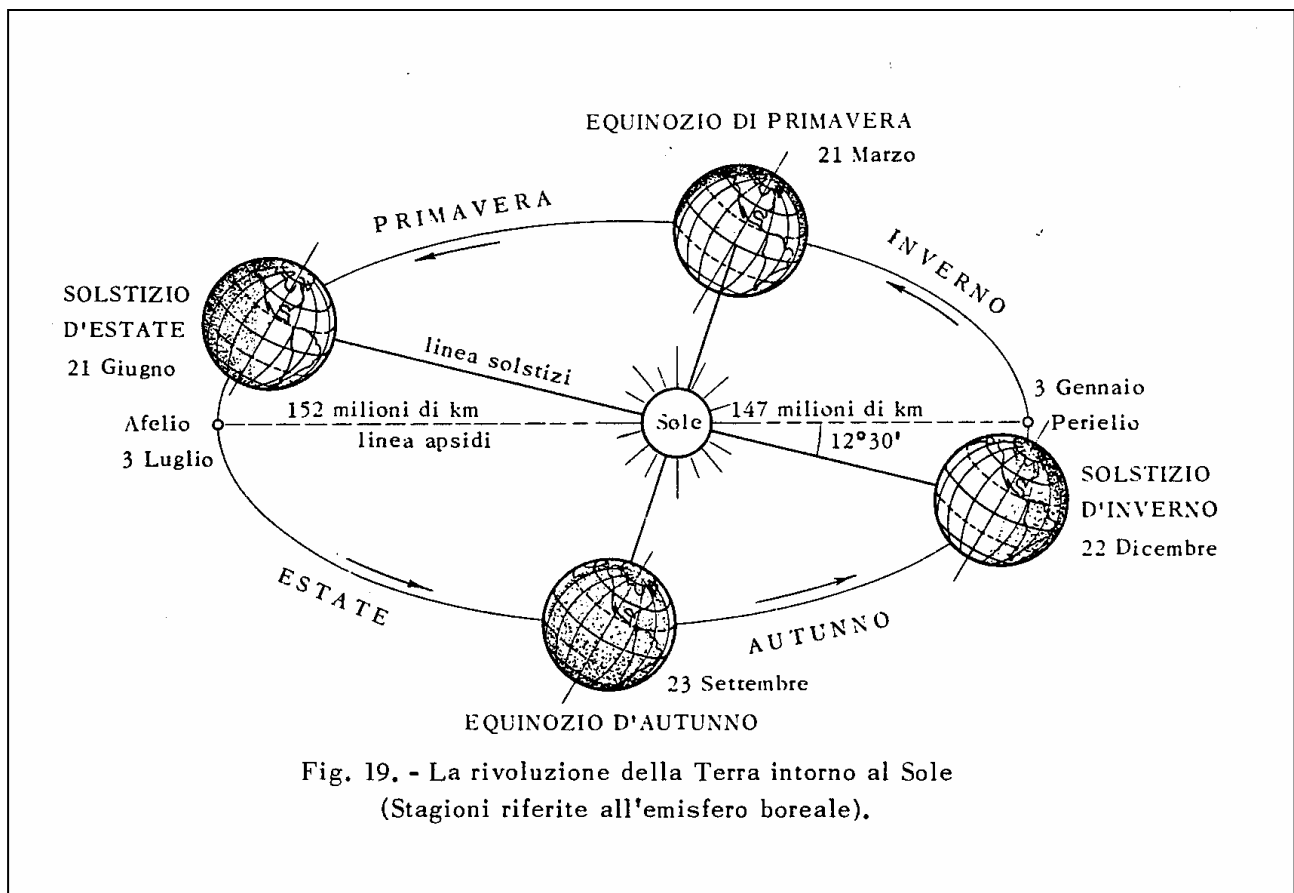 EQUINOZIO DI PRIMAVERA
21 Marzo
PRIMAVERA
INVERNO
SOLSTIZIO
D'ESTATE
21 Giugno
linea solstizi
3 Gennaio
Afelio
152 milioni di km
Sole
147 milioni di km
Perielio
linea apsidi
12°30'
3 Luglio
SOLSTIZIO
D'INVERNO
22 Dicembre
ESTATE
AUTUNNO
23 Settembre
EQUINOZIO D'AUTUNNO
Fig. 19. - La rivoluzione della Terra intorno al Sole
(Stagioni riferite all'emisfero boreale).